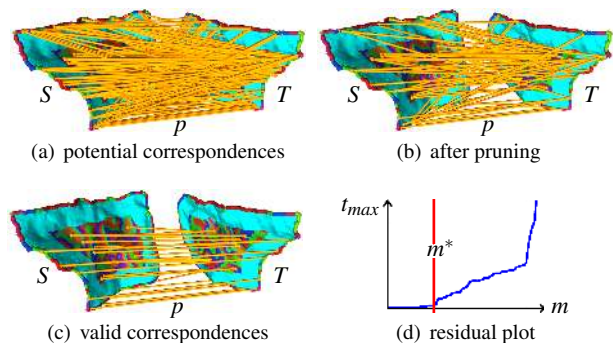 S T S T
p p
(a) potential correspondences (b) after pruning
t_max
m*
S T
p m
(c) valid correspondences (d) residual plot